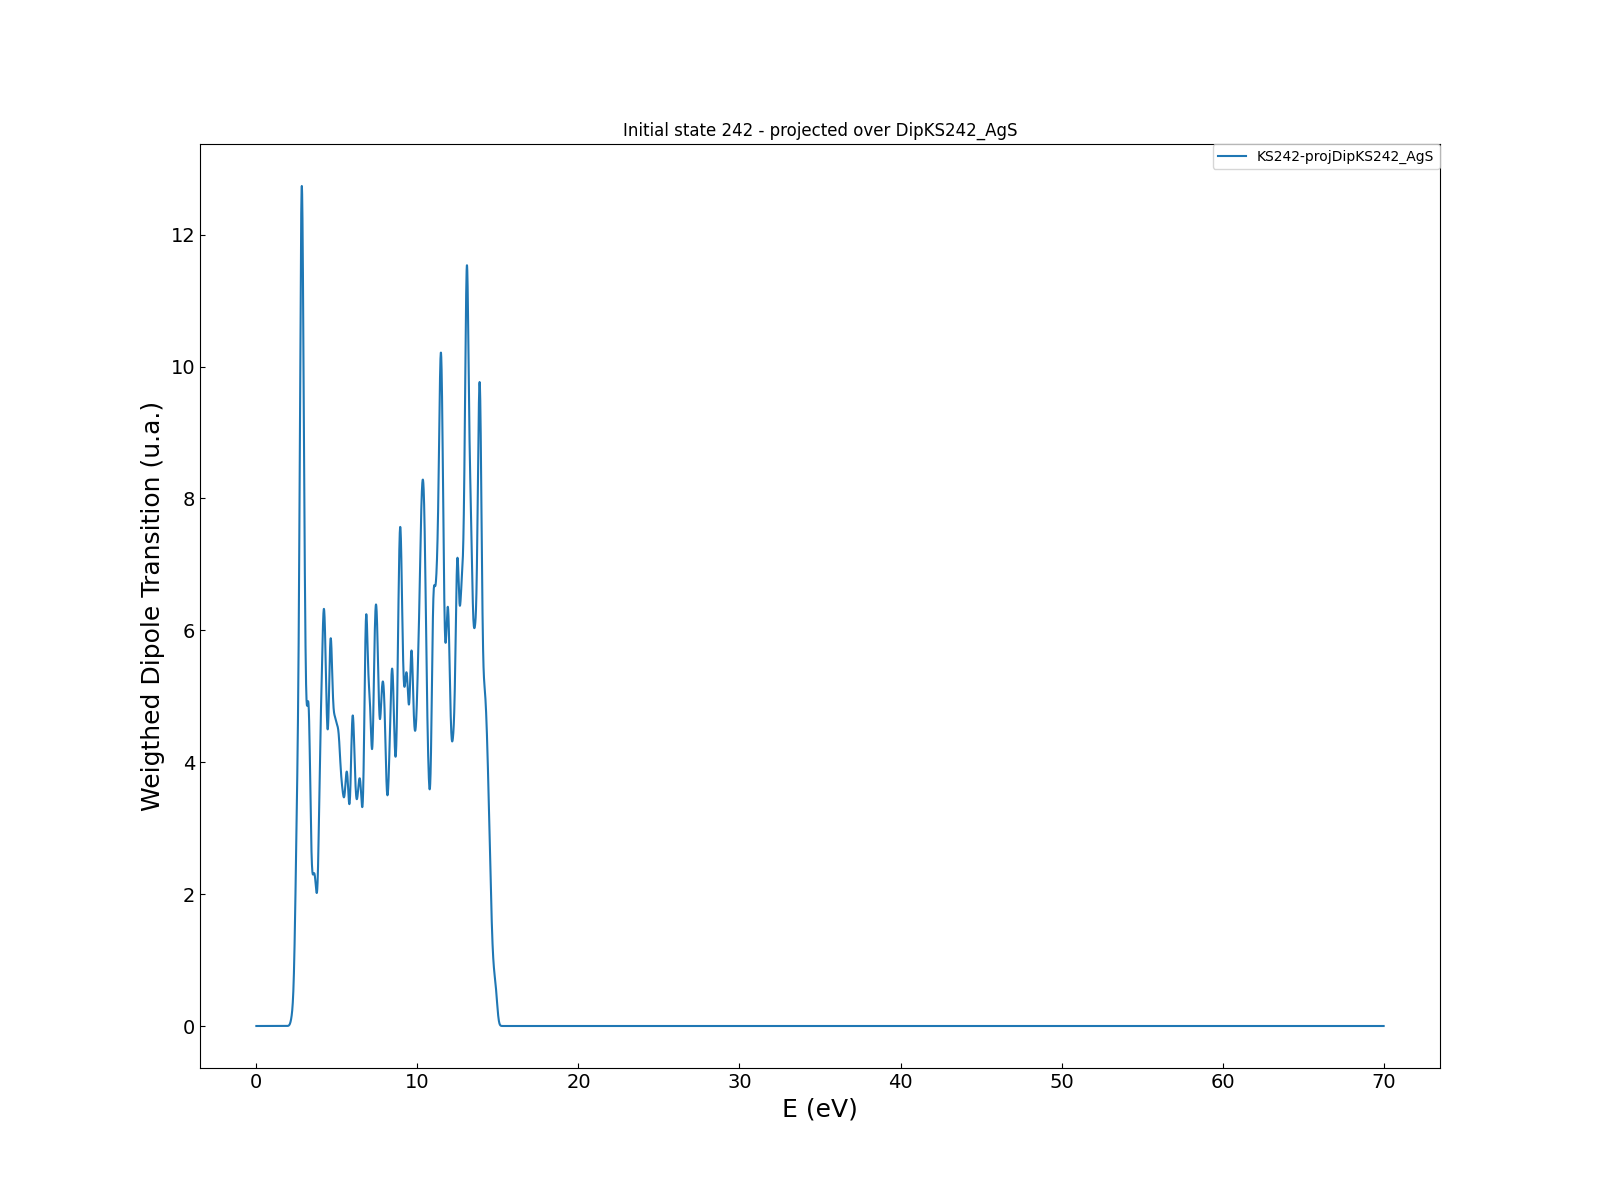 Initial state 242 - projected over DipKS242_AgS
KS242-projDipKS242_AgS
Weigthed Dipole Transition (u.a.)
12
10
8
6
4
2
0
0 10 20 30 40 50 60 70
E (eV)